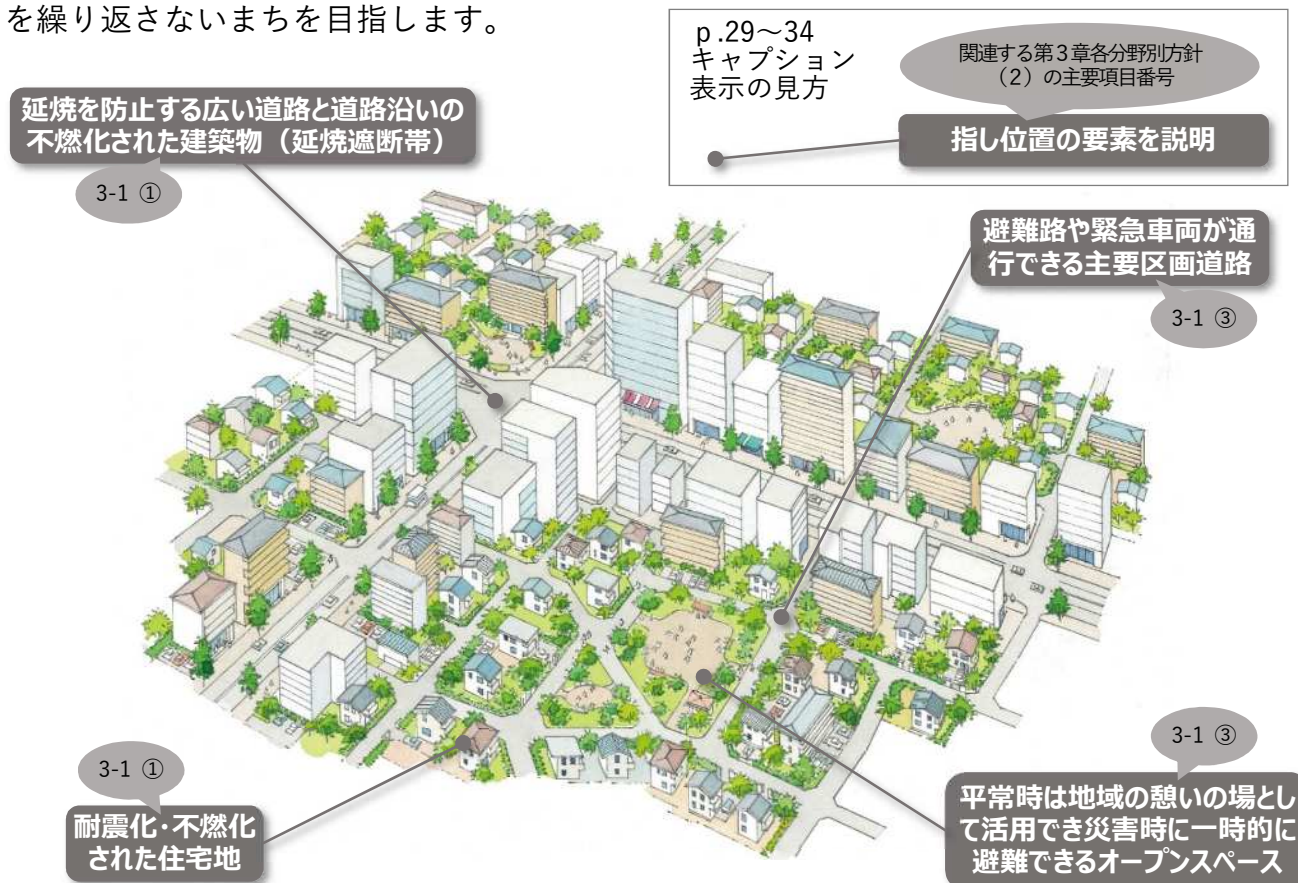 を繰り返さないまちを目指します。
p.29～34
キャプション
表示の見方
関連する第3章各分野別方針
（2）の主要項目番号
指し位置の要素を説明
延焼を防止する広い道路と道路沿いの
不燃化された建築物（延焼遮断帯）
3-1 ①
避難路や緊急車両が通
行できる主要区画道路
3-1 ③
3-1 ①
耐震化・不燃化
された住宅地
3-1 ③
平常時は地域の憩いの場とし
て活用でき災害時に一時的に
避難できるオープンスペース